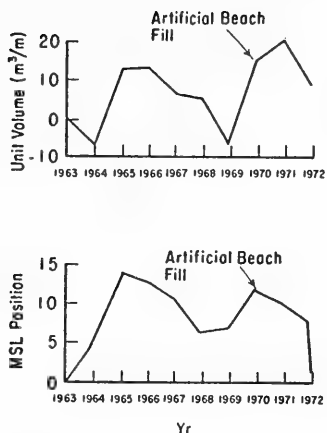 Artificial Beach
Fill
Unit Volume (m³/m)
20
10
0
-10
1963 1964 1965 1966 1967 1968 1969 1970 1971 1972
Artificial Beach
Fill
MSL Position
15
10
5
0
1963 1964 1965 1966 1967 1968 1969 1970 1971 1972
Yr